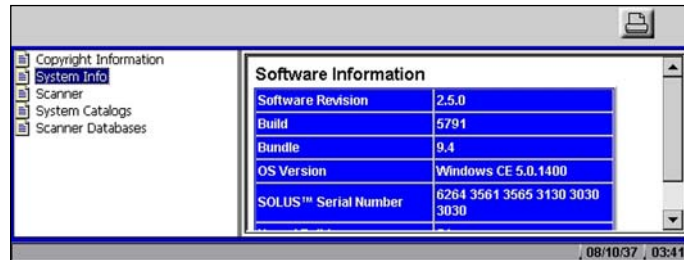 Copyright Information
System Info
Scanner
System Catalogs
Scanner Databases
Software Information
Software Revision 2.5.0
Build 5791
Bundle 9.4
OS Version Windows CE 5.0.1400
SOLUS™ Serial Number 6264 3561 3565 3130 3030
3030
08/10/37 03:41